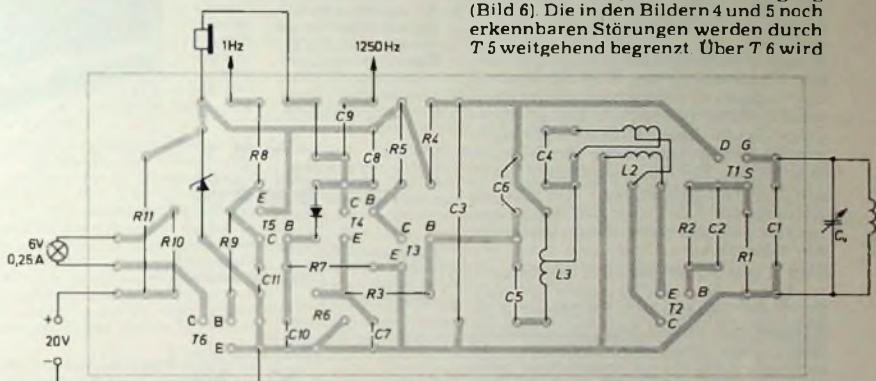 (Bild 6). Die in den Bildern 4 und 5 noch
erkennbaren Störungen werden durch
T 5 weitgehend begrenzt. Über T 6 wird
1Hz
1250 Hz
C9
R8
C8
R5
R4
C4
D G
T1
S
L2
C6
E
T5
C
B
C
T4
E
B
C
T3
E
B
C3
R11
R10
R9
R2
C2
R1
C1
6V
0,25A
C11
R7
R3
L3
C5
E
B
T2
C
+
20V
–
C B
T6
E
C10
R6
C7